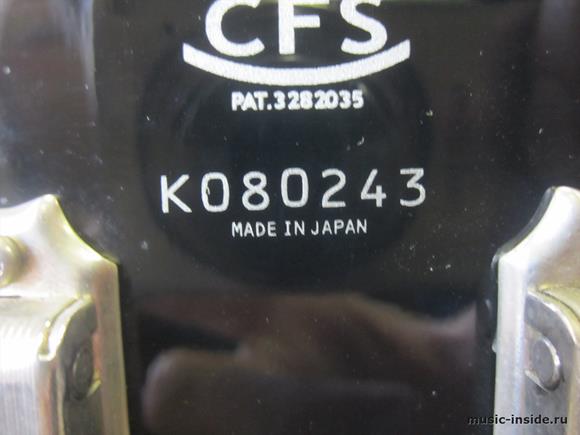 CFS
PAT.3282035
K080243
MADE IN JAPAN
music-inside.ru